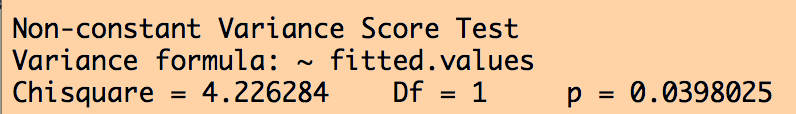 Non-constant Variance Score Test
Variance formula: ~ fitted.values
Chisquare = 4.226284    Df = 1     p = 0.0398025